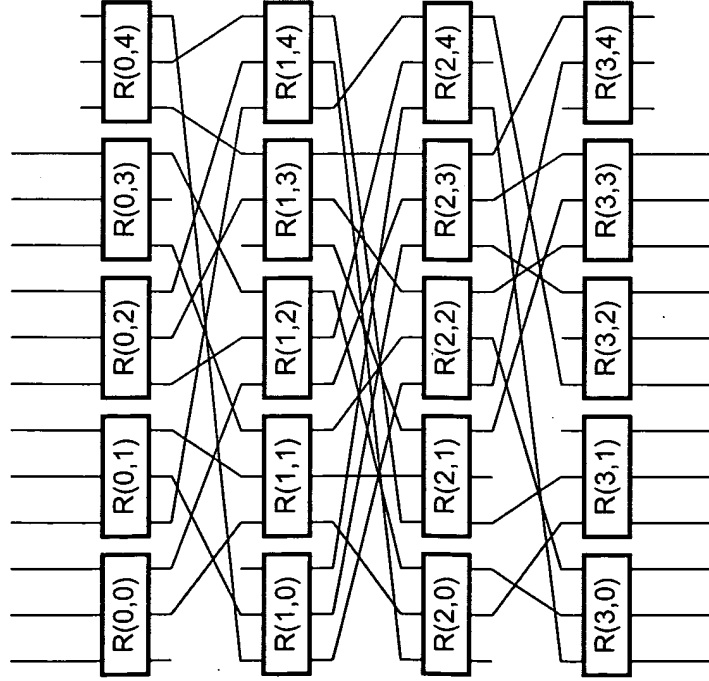 R(0,4) R(1,4) R(2,4) R(3,4)
R(0,3) R(1,3) R(2,3) R(3,3)
R(0,2) R(1,2) R(2,2) R(3,2)
R(0,1) R(1,1) R(2,1) R(3,1)
R(0,0) R(1,0) R(2,0) R(3,0)